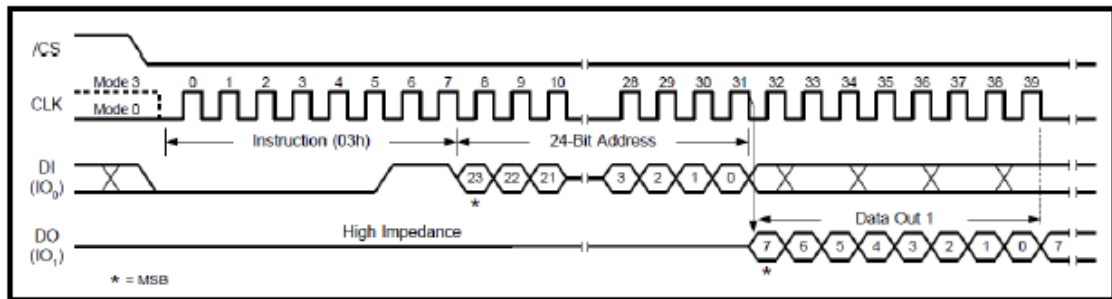 /CS
Mode 3 0 1 2 3 4 5 6 7 8 9 10 28 29 30 31 32 33 34 35 36 37 38 39
CLK Mode 0
Instruction (03h) 24-Bit Address
DI
(IO0) 23 22 21 3 2 1 0
*
Data Out 1
High Impedance
DO
(IO1) 7 6 5 4 3 2 1 0 7
*
* = MSB